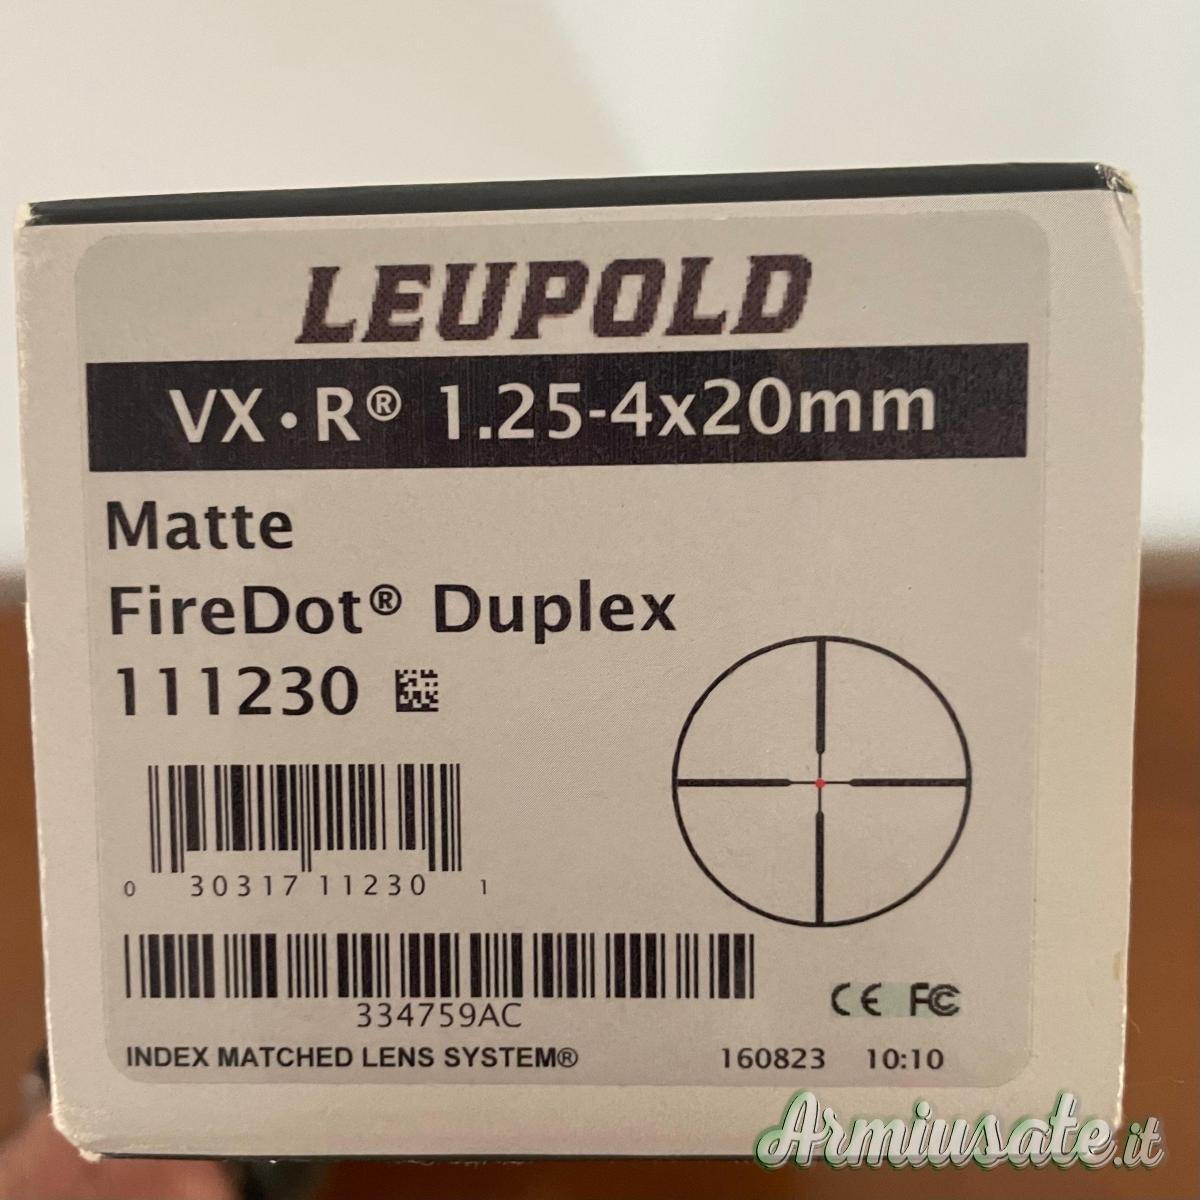 LEUPOLD
VX•R® 1.25-4x20mm
Matte
FireDot® Duplex
111230
0 30317 11230 1
334759AC
CE FC
INDEX MATCHED LENS SYSTEM® 160823 10:10
Armiusate.it